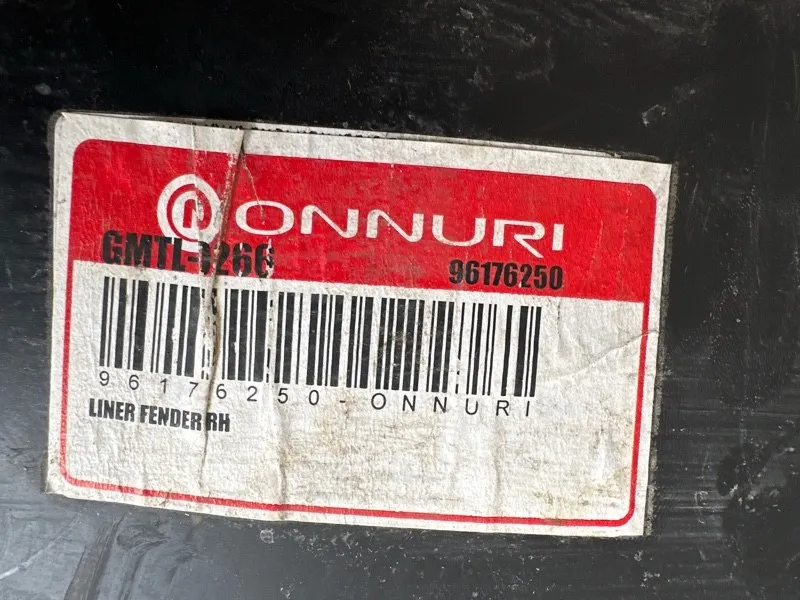 ONNURI
96176250
96176250-ONNURI
LINER FENDER RH